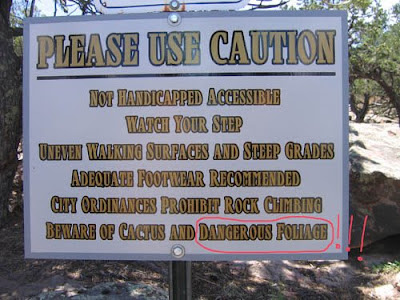 PLEASE USE CAUTION
NOT HANDICAPPED ACCESSIBLE
WATCH YOUR STEP
UNEVEN WALKING SURFACES AND STEEP GRADES
ADEQUATE FOOTWEAR RECOMMENDED
CITY ORDINANCES PROHIBIT ROCK CLIMBING
BEWARE OF CACTUS AND DANGEROUS FOLIAGE!!!